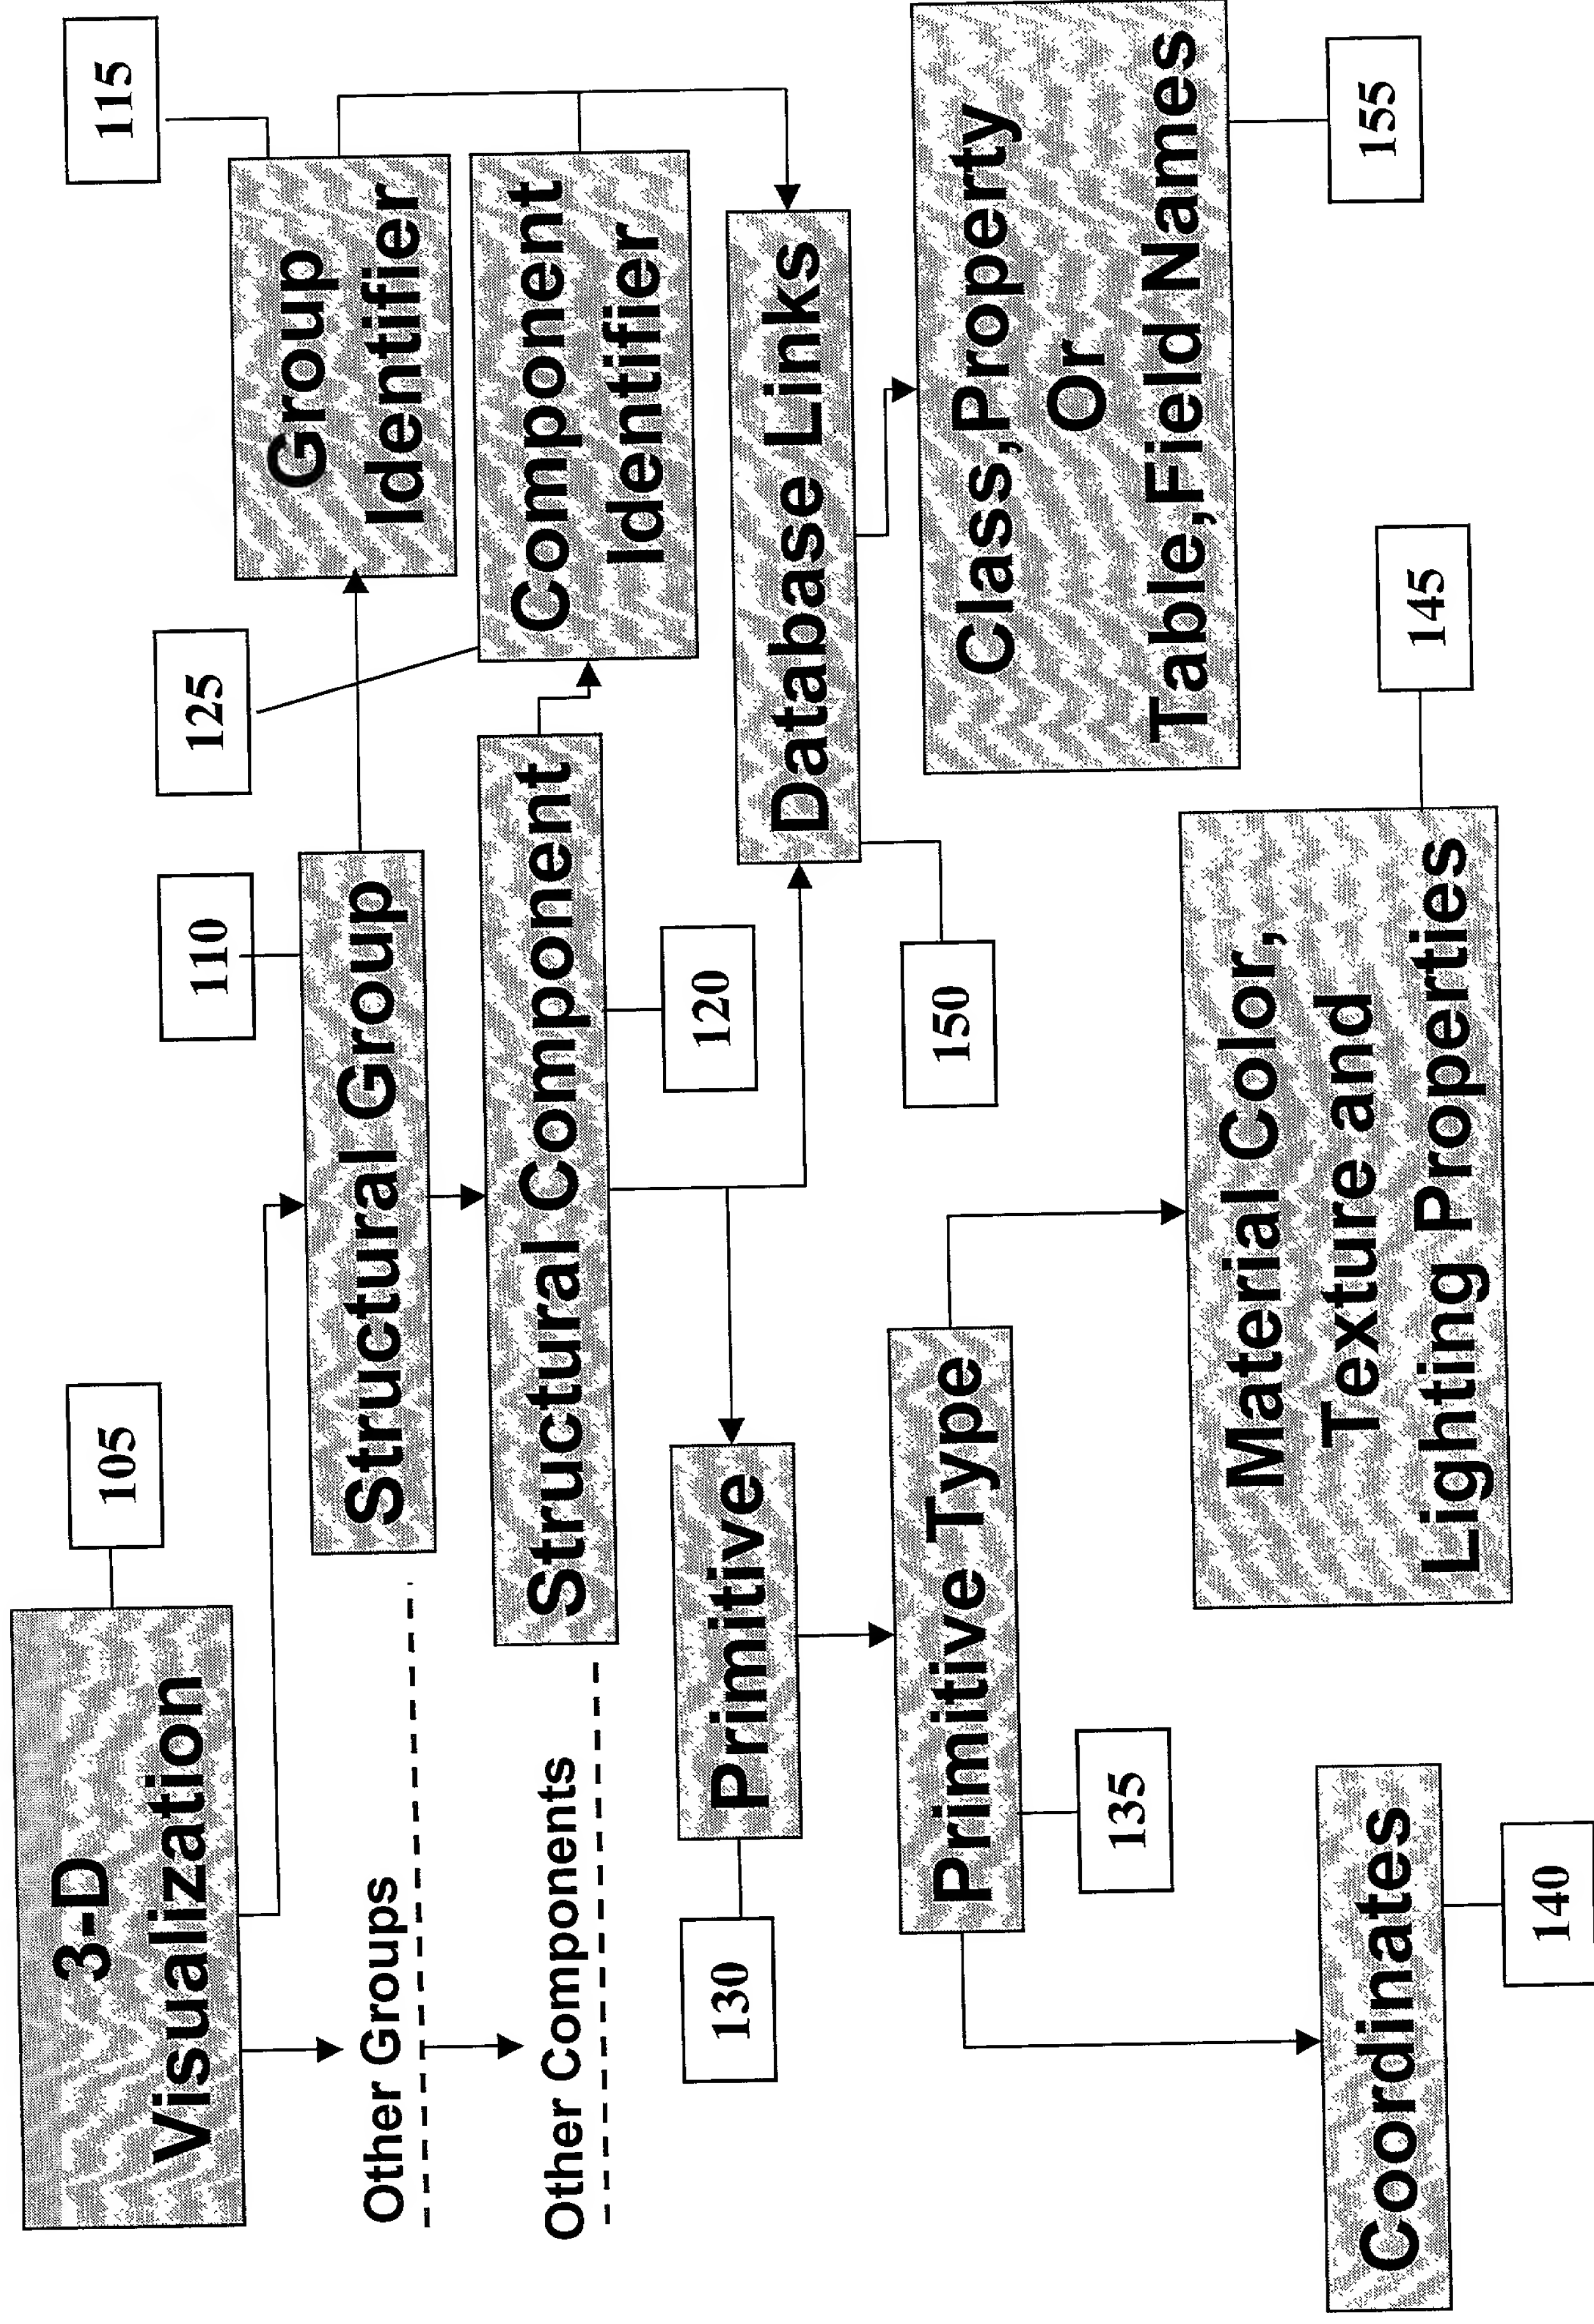 3-D
Visualization
105
Other Groups
Structural Group
110
Group
Identifier
115
Other Components
Structural Component
120
125
Component
Identifier
130
Primitive
Database Links
150
Primitive Type
135
Class,Property
Or
Table,Field Names
155
Coordinates
140
Material Color,
Texture and
Lighting Properties
145